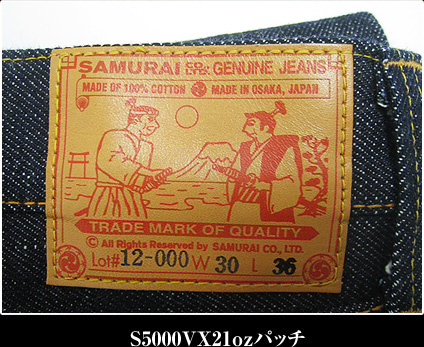 SAMURAI GENUINE JEANS
MADE OF 100% COTTON MADE IN OSAKA, JAPAN
TRADE MARK OF QUALITY
© All Rights Reserved by SAMURAI CO., LTD.
Lot# 12-000 W 30 L 36
S5000VX21ozパッチ